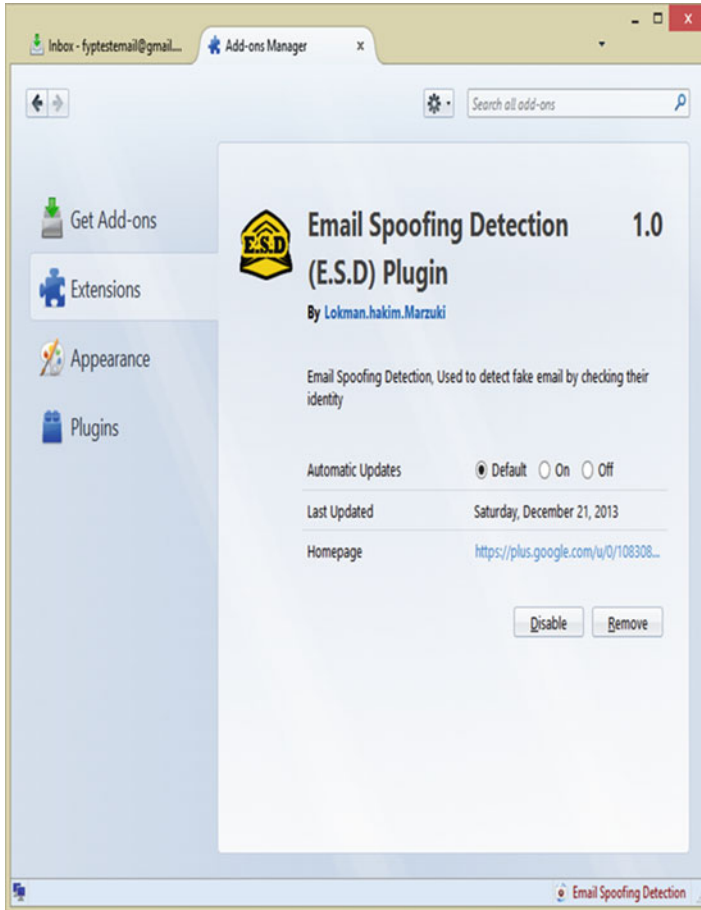 Inbox - fyptestemail@gmail....
Add-ons Manager
x
Search all add-ons
Get Add-ons
Extensions
Appearance
Plugins
E.S.D
Email Spoofing Detection 1.0
(E.S.D) Plugin
By Lokman.hakim.Marzuki
Email Spoofing Detection, Used to detect fake email by checking their
identity
Automatic Updates Default On Off
Last Updated Saturday, December 21, 2013
Homepage https://plus.google.com/u/0/108308...
Disable Remove
Email Spoofing Detection